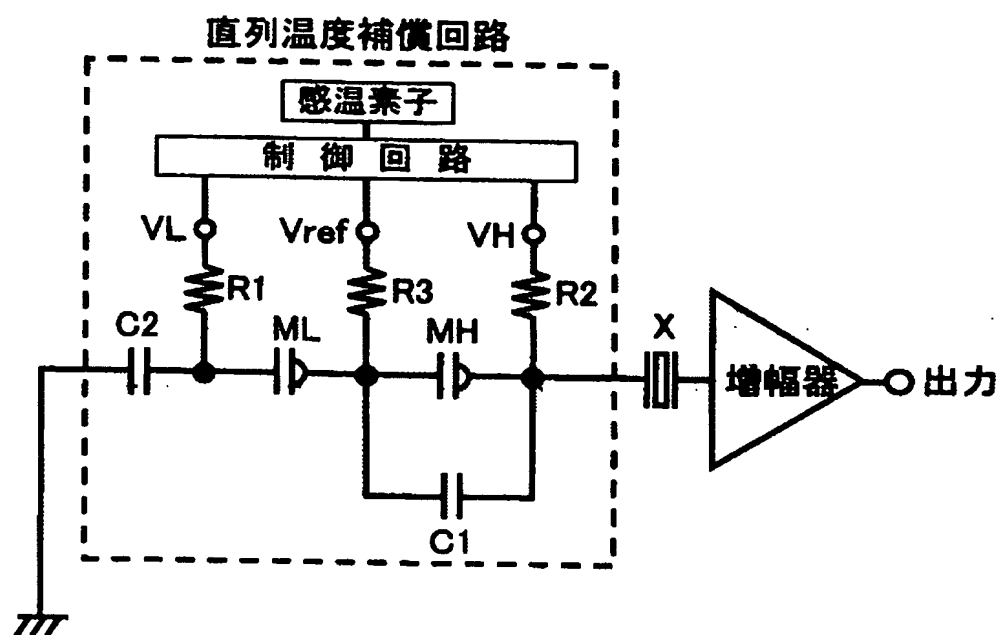 直列温度補償回路
感温素子
制御回路
VL
Vref
VH
R1
R3
R2
C2
ML
MH
X
増幅器
出力
C1